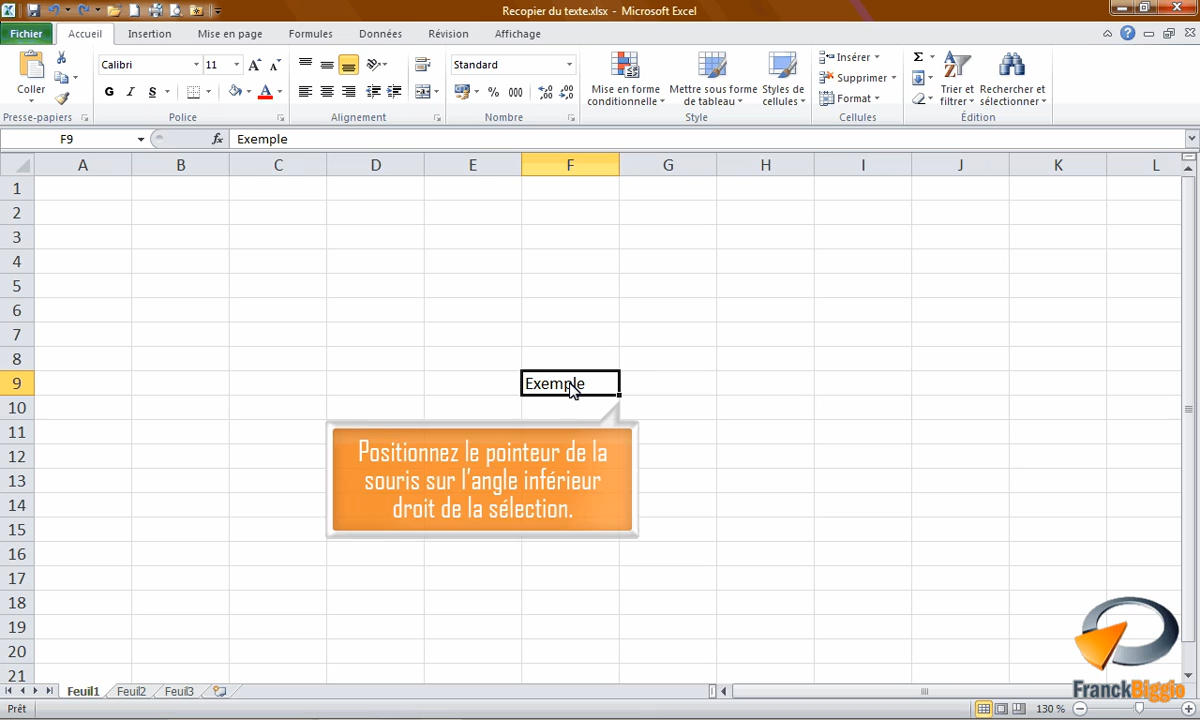 Recopier du texte.xlsx - Microsoft Excel
Fichier Accueil Insertion Mise en page Formules Données Révision Affichage
Coller
Calibri 11
G I S
A
Standard
% 000
Mise en forme conditionnelle
Mettre sous forme de tableau
Styles de cellules
Insérer
Supprimer
Format
Σ
Trier et filtrer
Rechercher et sélectionner
Presse-papiers Police Alignement Nombre Style Cellules Édition
F9 fx Exemple
A B C D E F G H I J K L
1
2
3
4
5
6
7
8
9 Exemple
10
11
12
13
14
15
16
17
18
19
20
21
Positionnez le pointeur de la
souris sur l'angle inférieur
droit de la sélection.
FranckBiggio
Feuil1 Feuil2 Feuil3
Prêt 130 %